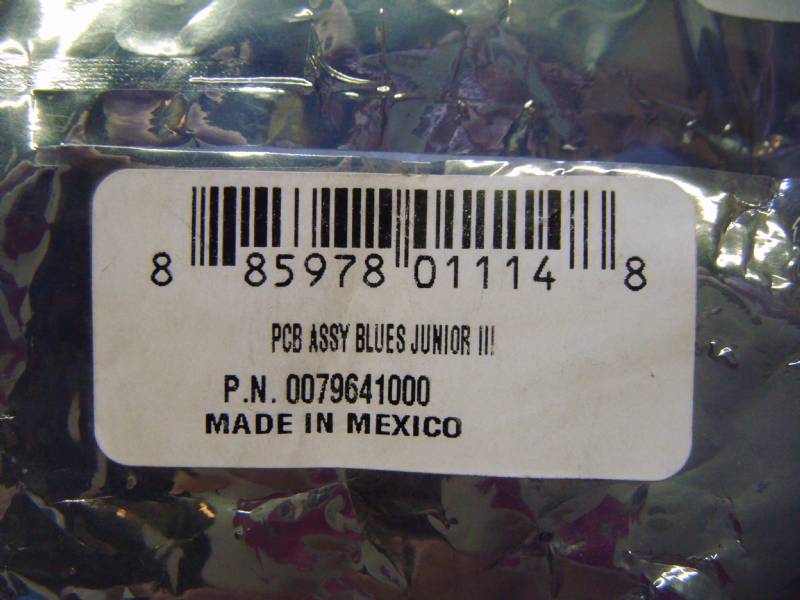 8 85978 01114 8
PCB ASSY BLUES JUNIOR III
P.N. 0079641000
MADE IN MEXICO